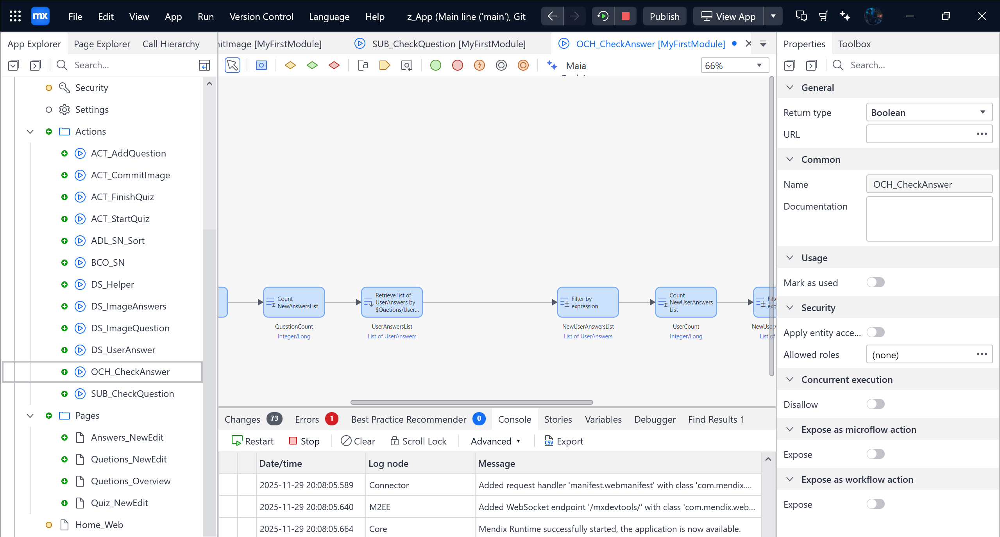 mx File Edit View App Run Version Control Language Help z_App (Main line ('main'), Git Publish View App
App Explorer Page Explorer Call Hierarchy
Search...
Security
Settings
Actions
ACT_AddQuestion
ACT_CommitImage
ACT_FinishQuiz
ACT_StartQuiz
ADL_SN_Sort
BCO_SN
DS_Helper
DS_ImageAnswers
DS_ImageQuestion
DS_UserAnswer
OCH_CheckAnswer
SUB_CheckQuestion
Pages
Answers_NewEdit
Quetions_NewEdit
Quetions_Overview
Quiz_NewEdit
Home_Web
itImage [MyFirstModule] SUB_CheckQuestion [MyFirstModule] OCH_CheckAnswer [MyFirstModule]
Maia
66%
Count
NewAnswersList
QuestionCount
Integer/Long
Retrieve list of
UserAnswers by
$Quetions/User...
UserAnswersList
List of UserAnswers
Filter by
expression
NewUserAnswersList
List of UserAnswers
Count
NewUserAnswers
List
UserCount
Integer/Long
Filt
exp
NewUserA
List of
Changes 73 Errors 1 Best Practice Recommender 0 Console Stories Variables Debugger Find Results 1
Restart Stop Clear Scroll Lock Advanced CSV Export
Date/time Log node Message
2025-11-29 20:08:05.589 Connector Added request handler 'manifest.webmanifest' with class 'com.mendix....
2025-11-29 20:08:05.640 M2EE Added WebSocket endpoint '/mxdevtools/' with class 'com.mendix.web...
2025-11-29 20:08:05.664 Core Mendix Runtime successfully started, the application is now available.
Properties Toolbox
Search...
General
Return type Boolean
URL
Common
Name OCH_CheckAnswer
Documentation
Usage
Mark as used
Security
Apply entity acce...
Allowed roles (none)
Concurrent execution
Disallow
Expose as microflow action
Expose
Expose as workflow action
Expose